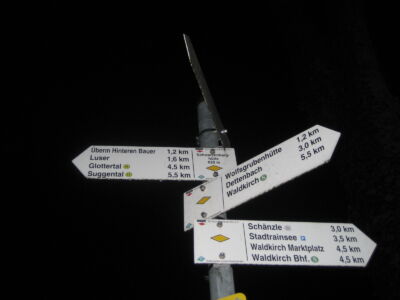 Überm Hinteren Bauer 1,2 km
Luser 1,6 km
Glottertal 4,5 km
Suggental 5,5 km
Wolfsgrubenhütte 1,2 km
Dettenbach 3,0 km
Waldkirch 5,5 km
Schänzle 3,0 km
Stadtrainsee 3,5 km
Waldkirch Marktplatz 4,5 km
Waldkirch Bhf. 4,5 km